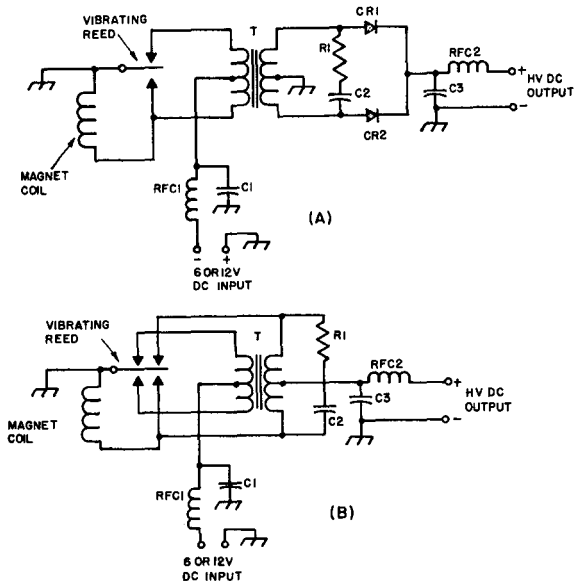 VIBRATING
REED
T
CR1
R1
C2
CR2
RFC2
+
C3
-
HV DC
OUTPUT
MAGNET
COIL
RFC1
C1
- +
6 OR 12V
DC INPUT
(A)
VIBRATING
REED
T
R1
RFC2
+
C3
-
HV DC
OUTPUT
C2
MAGNET COIL
RFC1
C1
6 OR 12V
DC INPUT
(B)